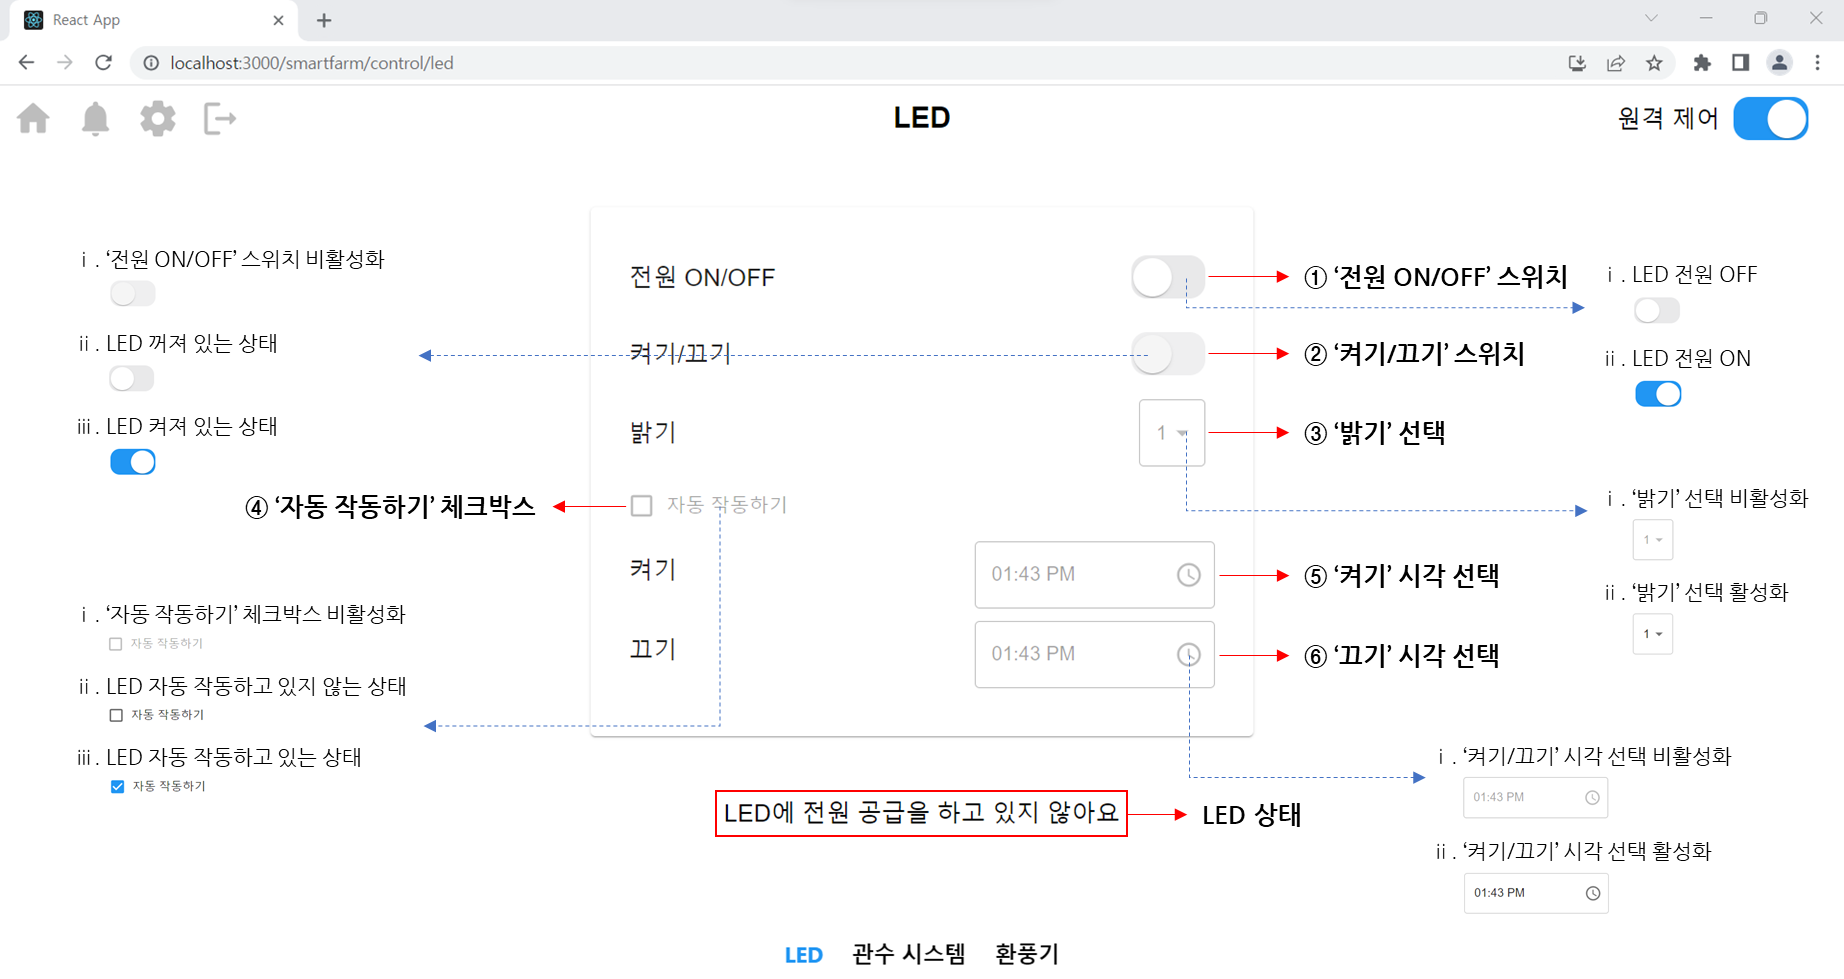 React App
localhost:3000/smartfarm/control/led
LED
원격 제어
ⅰ. ‘전원 ON/OFF’ 스위치 비활성화
ⅱ. LED 꺼져 있는 상태
ⅲ. LED 켜져 있는 상태
전원 ON/OFF
① ‘전원 ON/OFF’ 스위치
ⅰ. LED 전원 OFF
ⅱ. LED 전원 ON
켜기/끄기
② ‘켜기/끄기’ 스위치
밝기
1
③ ‘밝기’ 선택
ⅰ. ‘밝기’ 선택 비활성화
1
ⅱ. ‘밝기’ 선택 활성화
1
④ ‘자동 작동하기’ 체크박스
자동 작동하기
ⅰ. ‘자동 작동하기’ 체크박스 비활성화
자동 작동하기
ⅱ. LED 자동 작동하고 있지 않는 상태
자동 작동하기
ⅲ. LED 자동 작동하고 있는 상태
자동 작동하기
켜기
01:43 PM
⑤ ‘켜기’ 시각 선택
끄기
01:43 PM
⑥ ‘끄기’ 시각 선택
ⅰ. ‘켜기/끄기’ 시각 선택 비활성화
01:43 PM
ⅱ. ‘켜기/끄기’ 시각 선택 활성화
01:43 PM
LED에 전원 공급을 하고 있지 않아요
LED 상태
LED 관수 시스템 환풍기